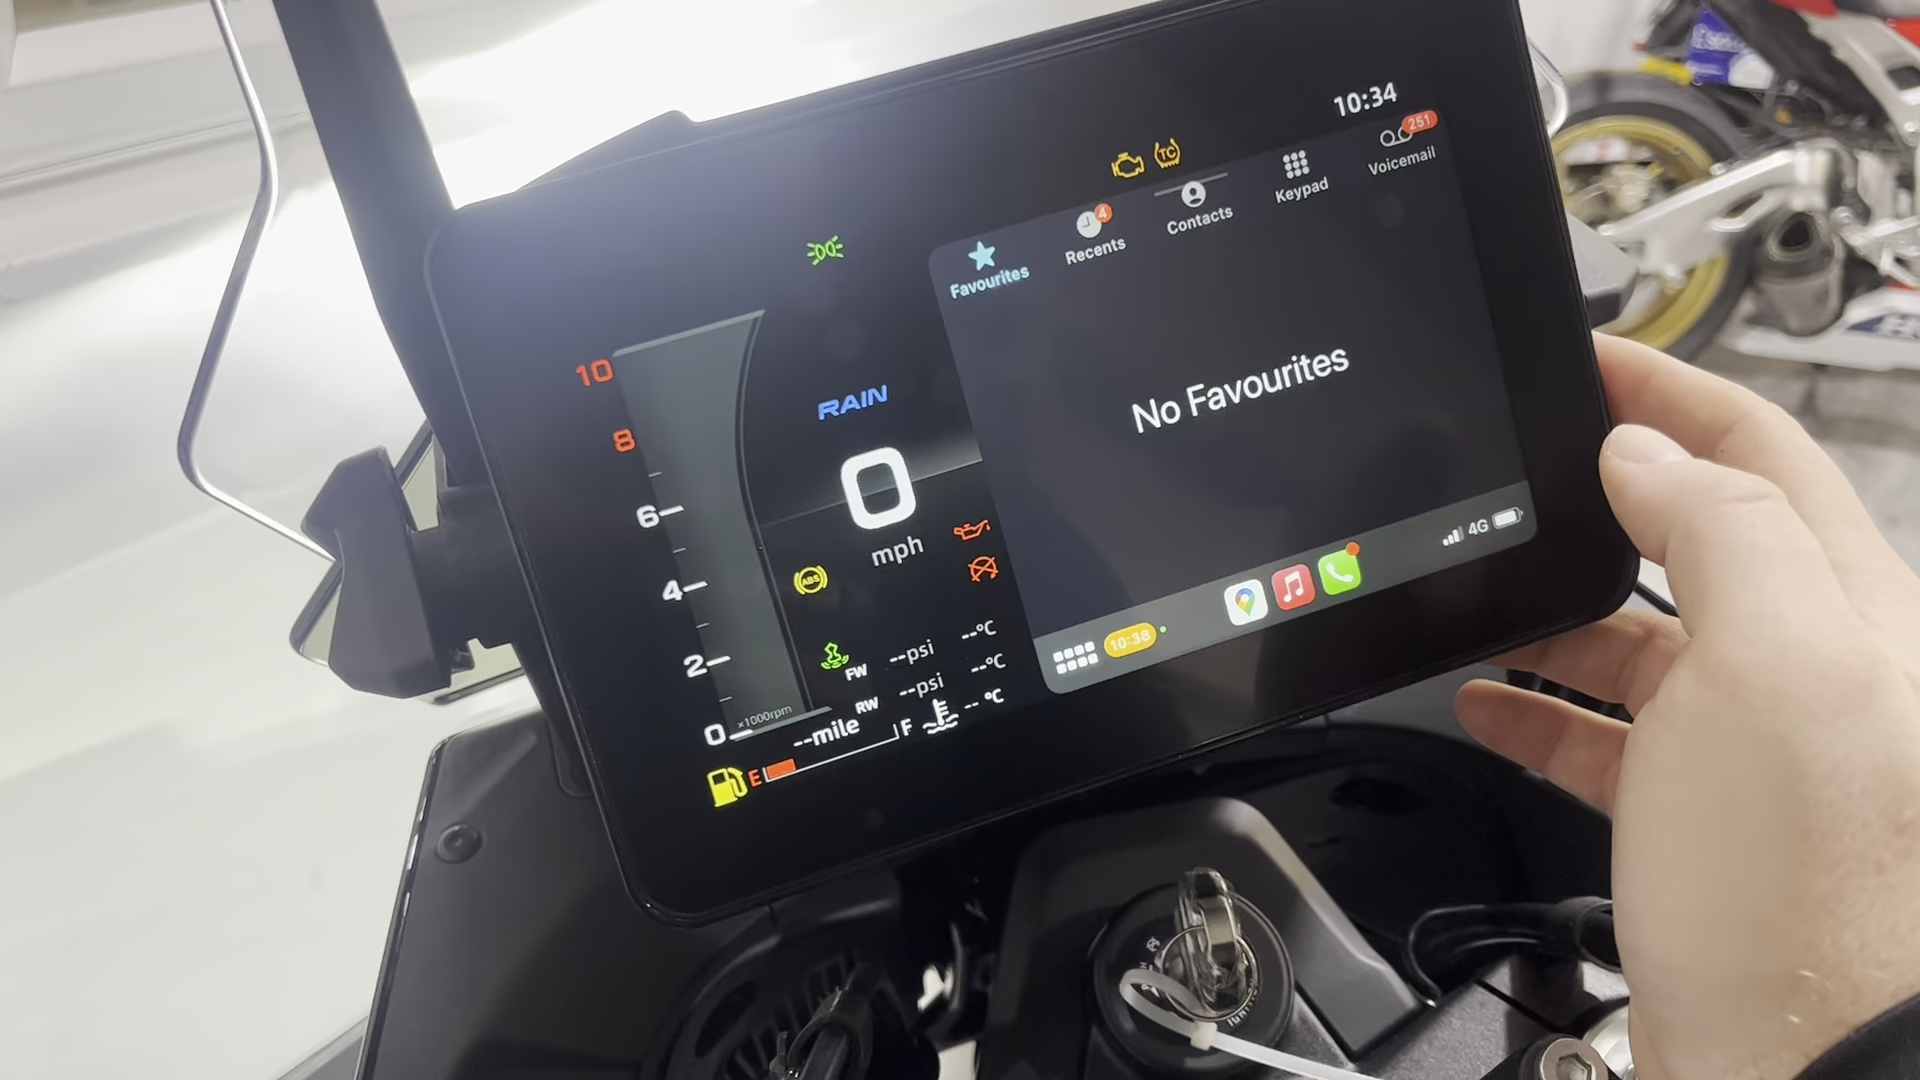 10:34
TC
251
Voicemail
Keypad
Contacts
4
Recents
Favourites
No Favourites
10
8
6
4
2
0
x1000rpm
RAIN
0
mph
ABS
FW --psi --°C
RW --psi --°C
-- °C
--mile
E
F
10:38
4G